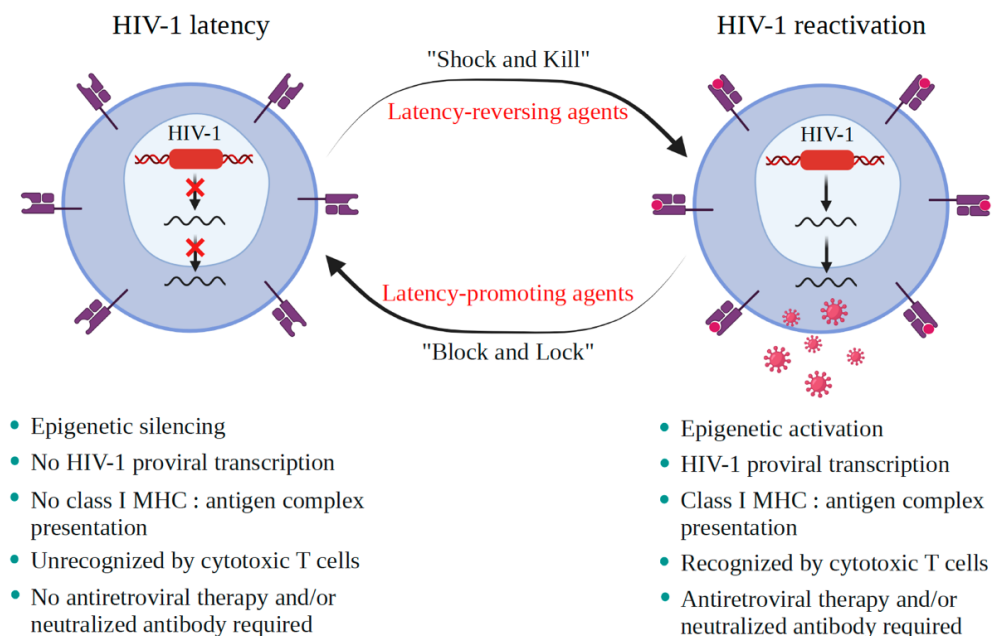 HIV-1 latency
HIV-1 reactivation
"Shock and Kill"
Latency-reversing agents
HIV-1
HIV-1
Latency-promoting agents
"Block and Lock"
Epigenetic silencing
No HIV-1 proviral transcription
No class I MHC : antigen complex
presentation
Unrecognized by cytotoxic T cells
No antiretroviral therapy and/or
neutralized antibody required
Epigenetic activation
HIV-1 proviral transcription
Class I MHC : antigen complex
presentation
Recognized by cytotoxic T cells
Antiretroviral therapy and/or
neutralized antibody required